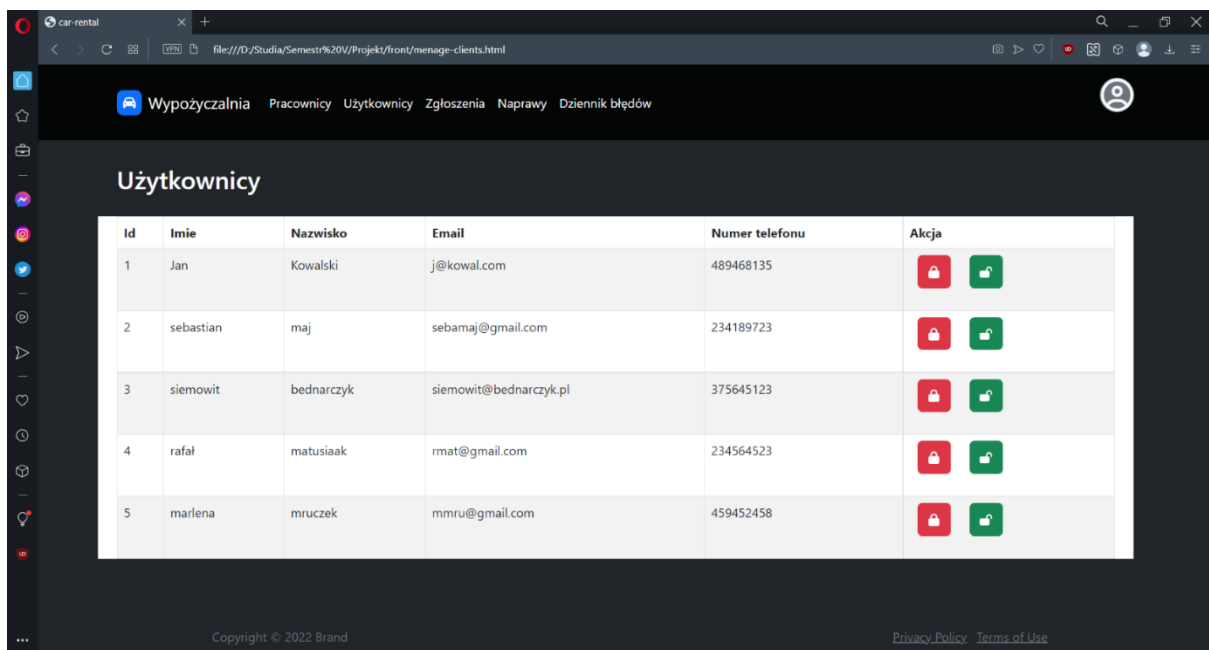 car-rental
VPN file:///D:/Studia/Semestr%20V/Projekt/front/menage-clients.html
Wypożyczalnia Pracownicy Użytkownicy Zgłoszenia Naprawy Dziennik błędów
Użytkownicy
Id Imie Nazwisko Email Numer telefonu Akcja
1 Jan Kowalski j@kowal.com 489468135
2 sebastian maj sebamaj@gmail.com 234189723
3 siemowit bednarczyk siemowit@bednarczyk.pl 375645123
4 rafał matusiaak rmat@gmail.com 234564523
5 marlena mruczek mmru@gmail.com 459452458
Copyright © 2022 Brand Privacy Policy Terms of Use